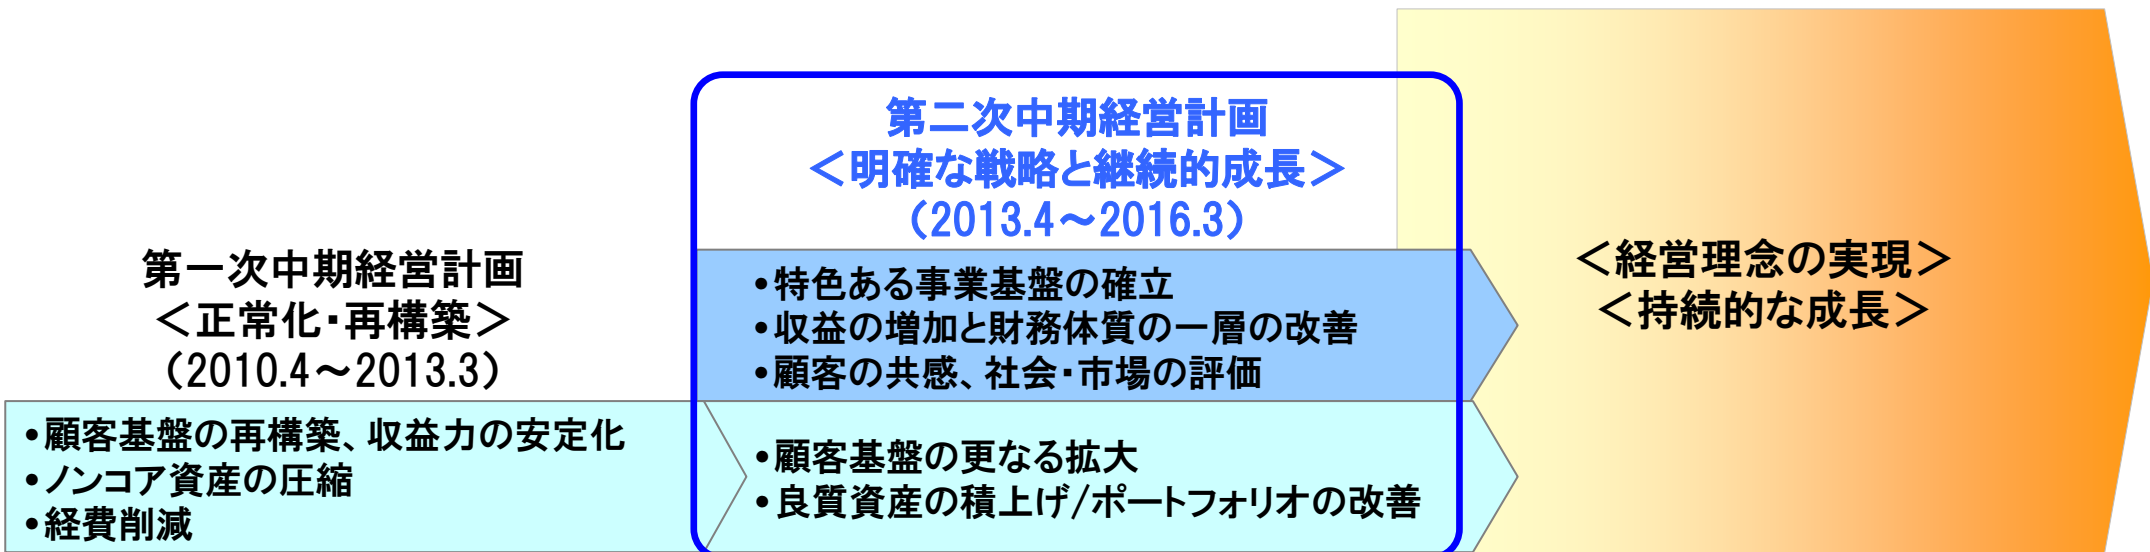 第一次中期経営計画
＜正常化・再構築＞
（2010.4～2013.3）
•顧客基盤の再構築、収益力の安定化
•ノンコア資産の圧縮
•経費削減
第二次中期経営計画
＜明確な戦略と継続的成長＞
（2013.4～2016.3）
•特色ある事業基盤の確立
•収益の増加と財務体質の一層の改善
•顧客の共感、社会・市場の評価
•顧客基盤の更なる拡大
•良質資産の積上げ/ポートフォリオの改善
＜経営理念の実現＞
＜持続的な成長＞